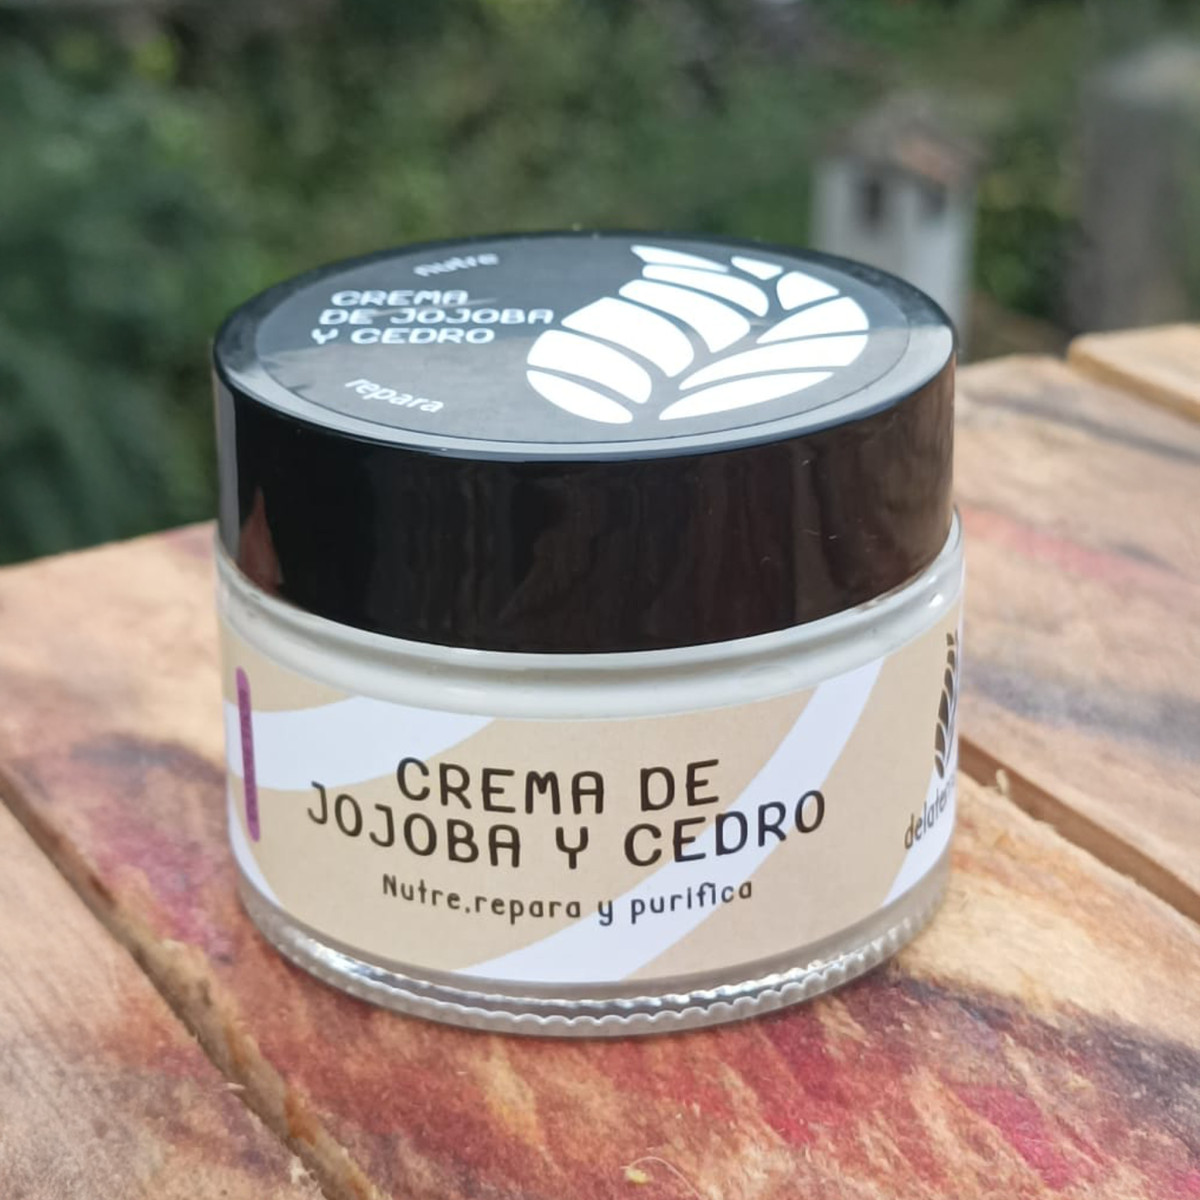 nutre
CREMA
DE JOJOBA
Y CEDRO
repara
CREMA DE
JOJOBA Y CEDRO
Nutre,repara y purifica